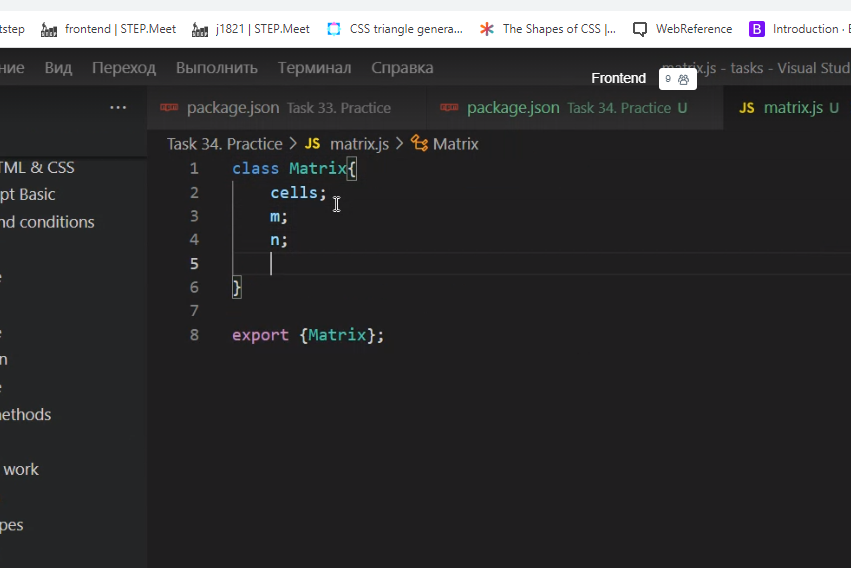 tstep frontend | STEP.Meet j1821 | STEP.Meet CSS triangle genera... The Shapes of CSS |... WebReference B Introduction ·
ние Вид Переход Выполнить Терминал Справка matrix.js - tasks - Visual Stud
Frontend 9
... package.json Task 33. Practice package.json Task 34. Practice U JS matrix.js U
Task 34. Practice > JS matrix.js > Matrix
TML & CSS
pt Basic
nd conditions
e
e
n
e
ethods
work
pes
1 class Matrix{
2 cells;
3 m;
4 n;
5
6 }
7
8 export {Matrix};